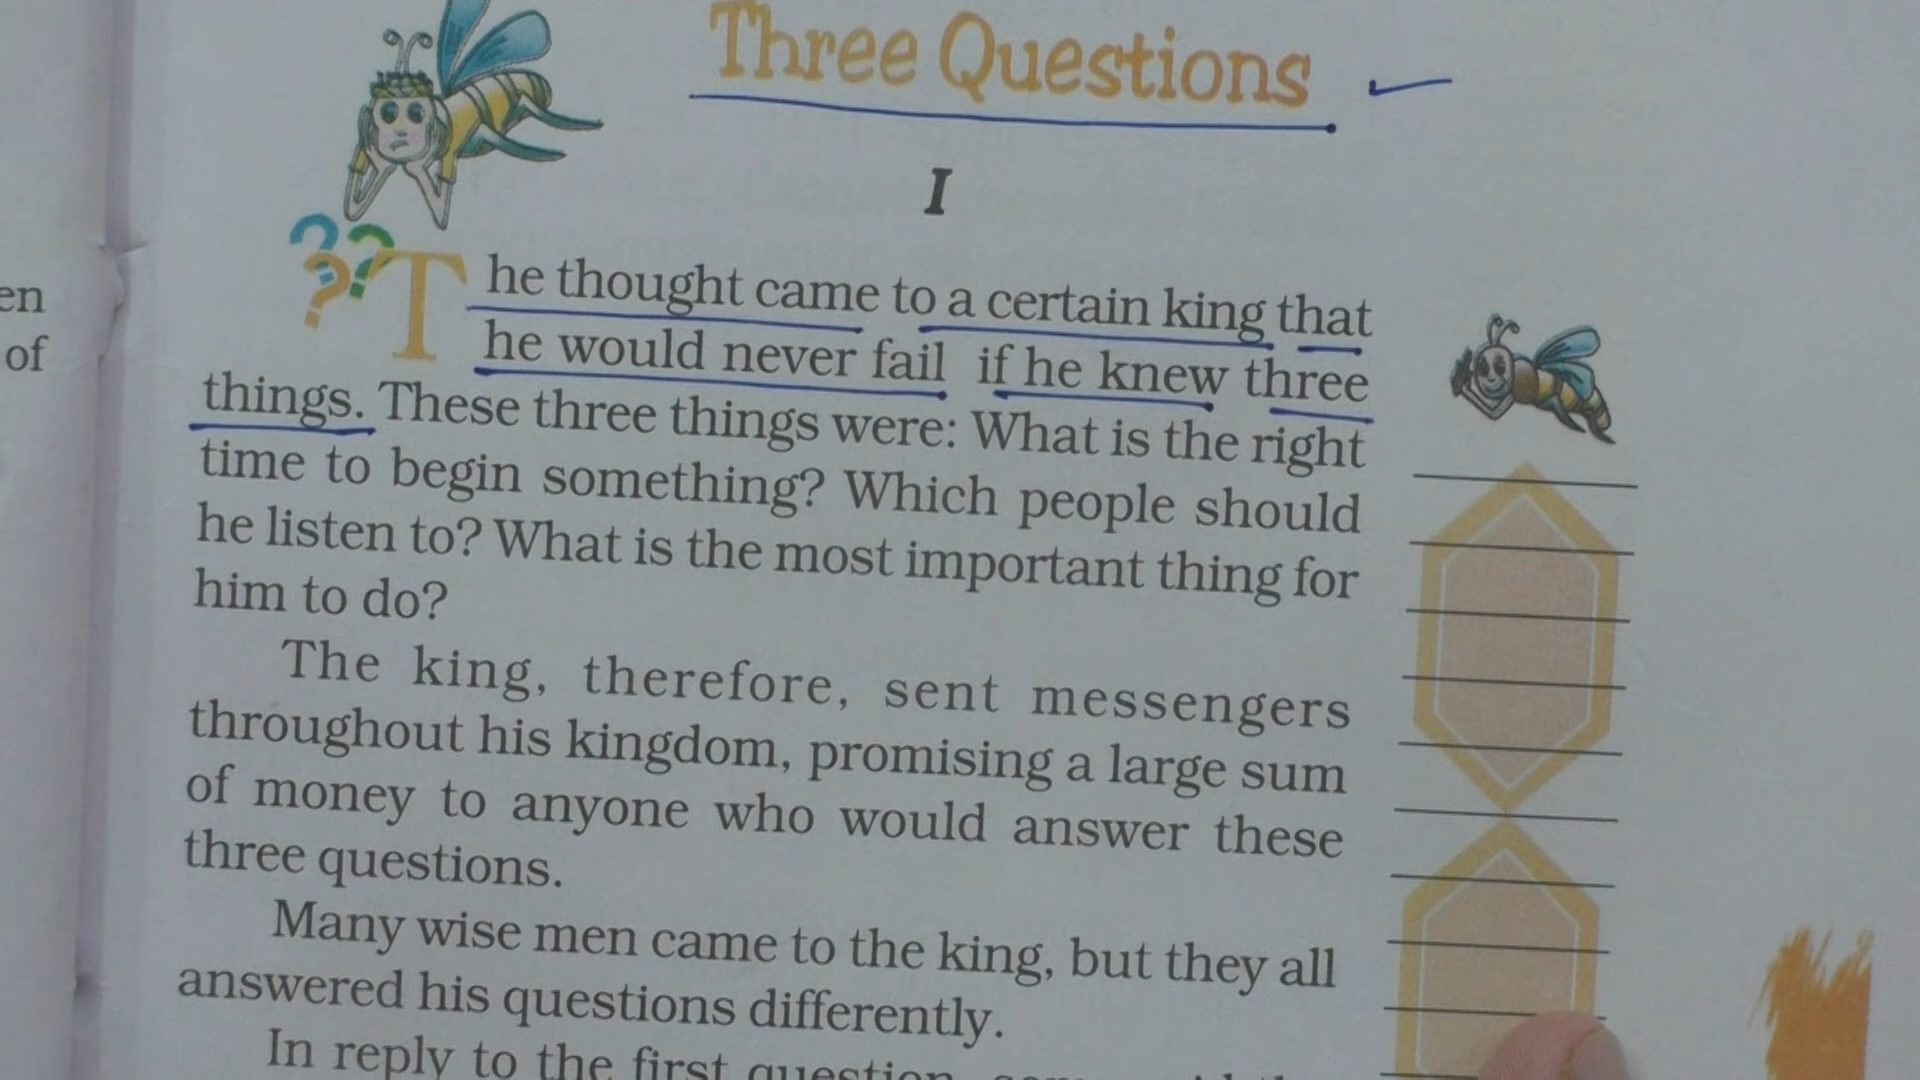 Three Questions
I
The thought came to a certain king that
he would never fail if he knew three
things. These three things were: What is the right
time to begin something? Which people should
he listen to? What is the most important thing for
him to do?
The king, therefore, sent messengers
throughout his kingdom, promising a large sum
of money to anyone who would answer these
three questions.
Many wise men came to the king, but they all
answered his questions differently.
In reply to the first question,
en
of